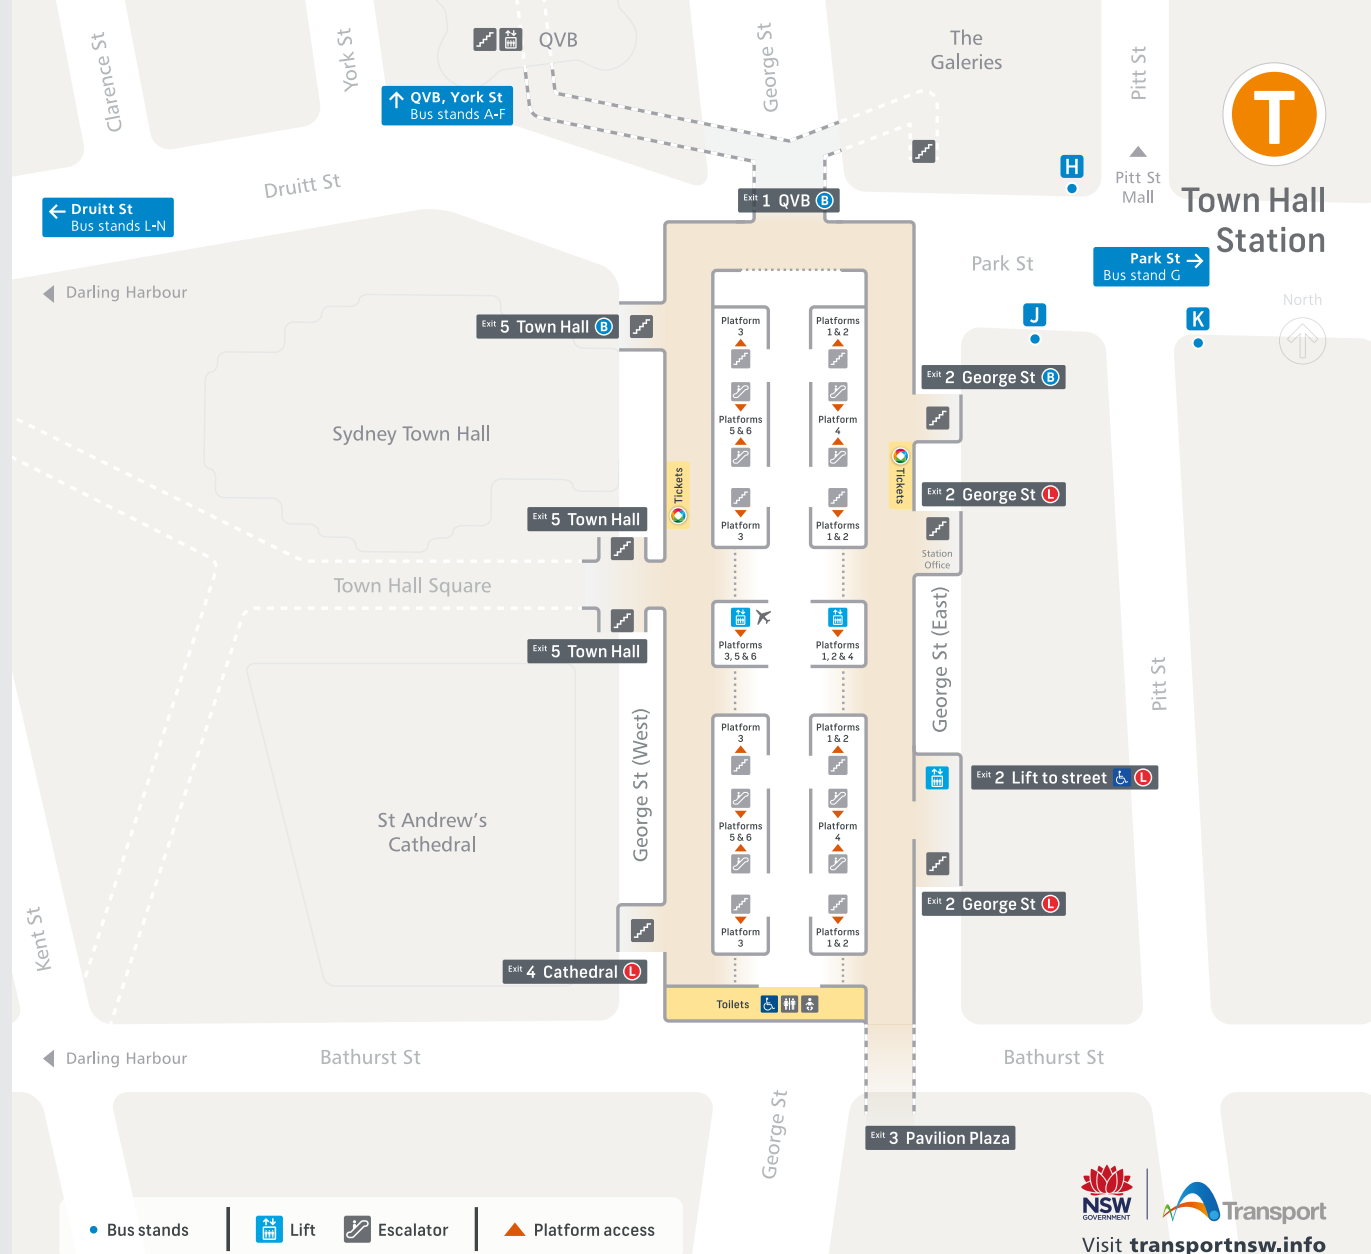 Clarence St
York St
QVB
George St
The
Galeries
Pitt St
T
Town Hall
Station
↑ QVB, York St
Bus stands A-F
H
Pitt St
Mall
Druitt St
← Druitt St
Bus stands L-N
Exit 1 QVB B
Park St
Park St →
Bus stand G
Darling Harbour
North
J
K
Exit 5 Town Hall B
Platform
3
Platforms
1 & 2
Exit 2 George St B
Platforms
5 & 6
Platform
4
Sydney Town Hall
Tickets
Tickets
Exit 2 George St L
Platform
3
Platforms
1 & 2
Exit 5 Town Hall
Station
Office
Town Hall Square
Exit 5 Town Hall
Platforms
3, 5 & 6
Platforms
1, 2 & 4
George St (East)
Pitt St
George St (West)
Platform
3
Platforms
1 & 2
Exit 2 Lift to street L
Platforms
5 & 6
Platform
4
St Andrew's
Cathedral
Exit 2 George St L
Platform
3
Platforms
1 & 2
Kent St
Exit 4 Cathedral L
Toilets
Darling Harbour
Bathurst St
Bathurst St
George St
Exit 3 Pavilion Plaza
Bus stands
Lift
Escalator
Platform access
NSW
GOVERNMENT
Transport
Visit transportnsw.info